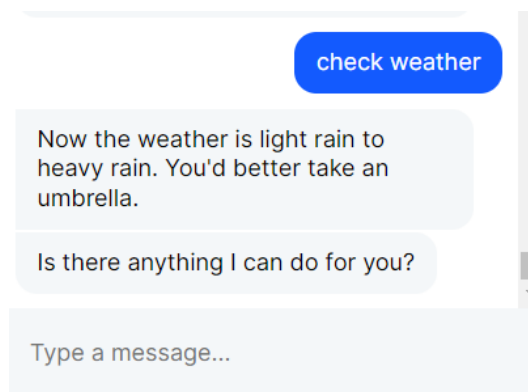 check weather
Now the weather is light rain to
heavy rain. You'd better take an
umbrella.
Is there anything I can do for you?
Type a message...